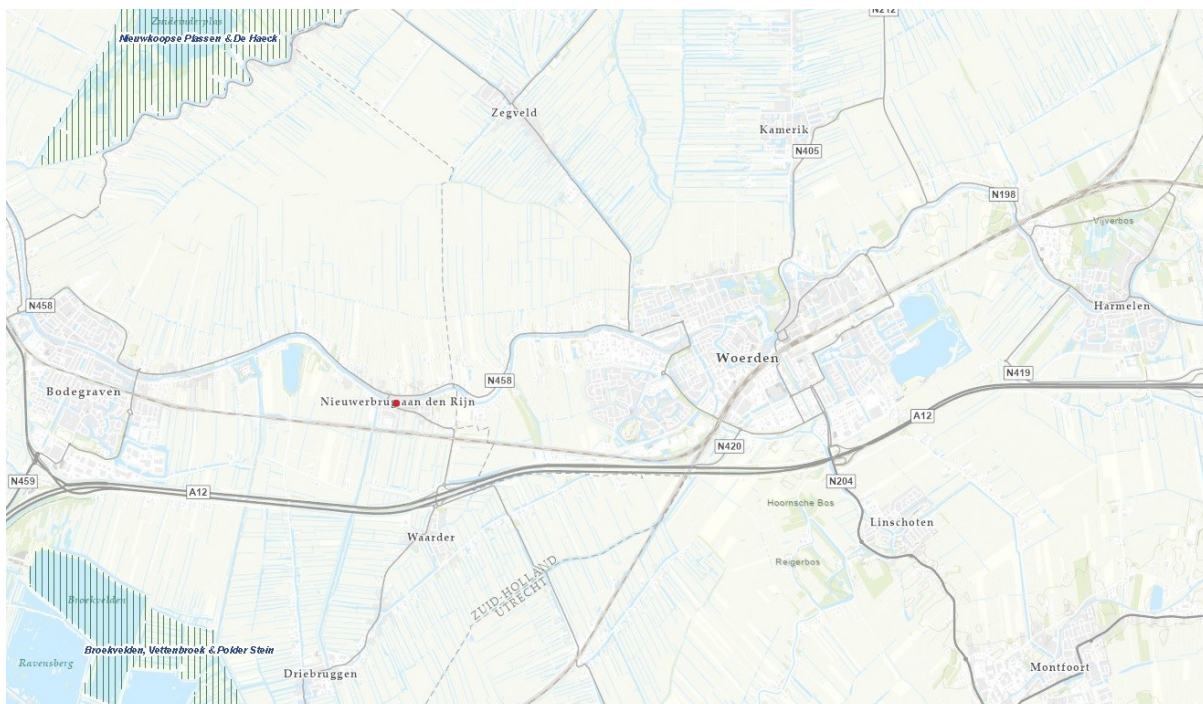 Zuideinderplas
Nieuwkoopse Plassen & De Haeck
N212
Zegveld
Kamerik
N405
N198
Vijverbos
N458
Harmelen
Woerden
N419
N458
Bodegraven
Nieuwerbrug aan den Rijn
A12
N420
N459
A12
N204
Hoornsche Bos
Linschoten
Waarder
Reigerbos
ZUID-HOLLAND
UTRECHT
Broekvelden
Broekvelden, Vettenbroek & Polder Stein
Ravensberg
Driebruggen
Montfoort